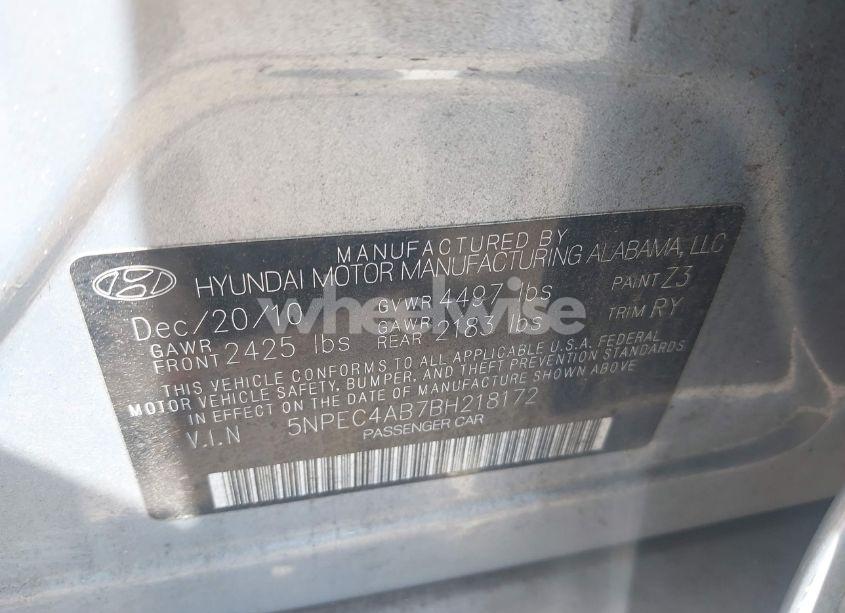 MANUFACTURED BY
HYUNDAI MOTOR MANUFACTURING ALABAMA, LLC
Dec/20/10 GVWR 4497 lbs PAINT Z3
GAWR FRONT 2425 lbs GAWR REAR 2183 lbs TRIM RY
THIS VEHICLE CONFORMS TO ALL APPLICABLE U.S.A. FEDERAL
MOTOR VEHICLE SAFETY, BUMPER, AND THEFT PREVENTION STANDARDS
IN EFFECT ON THE DATE OF MANUFACTURE SHOWN ABOVE
V.I.N 5NPEC4AB7BH218172
PASSENGER CAR
wheelwise